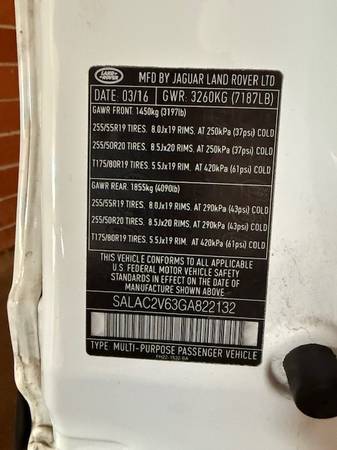 LAND ROVER
MFD BY JAGUAR LAND ROVER LTD
DATE: 03/16 GWR: 3260KG (7187LB)
GAWR FRONT: 1450kg (3197lb)
255/55R19 TIRES. 8.0Jx19 RIMS. AT 250kPa (37psi) COLD
255/50R20 TIRES. 8.5Jx20 RIMS. AT 250kPa (37psi) COLD
T175/80R19 TIRES. 5.5Jx19 RIM. AT 420kPa (61psi) COLD
GAWR REAR: 1855kg (4090lb)
255/55R19 TIRES. 8.0Jx19 RIMS. AT 290kPa (43psi) COLD
255/50R20 TIRES. 8.5Jx20 RIMS. AT 290kPa (43psi) COLD
T175/80R19 TIRES. 5.5Jx19 RIM. AT 420kPa (61psi) COLD
THIS VEHICLE CONFORMS TO ALL APPLICABLE
U.S. FEDERAL MOTOR VEHICLE SAFETY
STANDARDS IN EFFECT ON THE DATE OF
MANUFACTURE SHOWN ABOVE.
SALAC2V63GA822132
TYPE: MULTI-PURPOSE PASSENGER VEHICLE